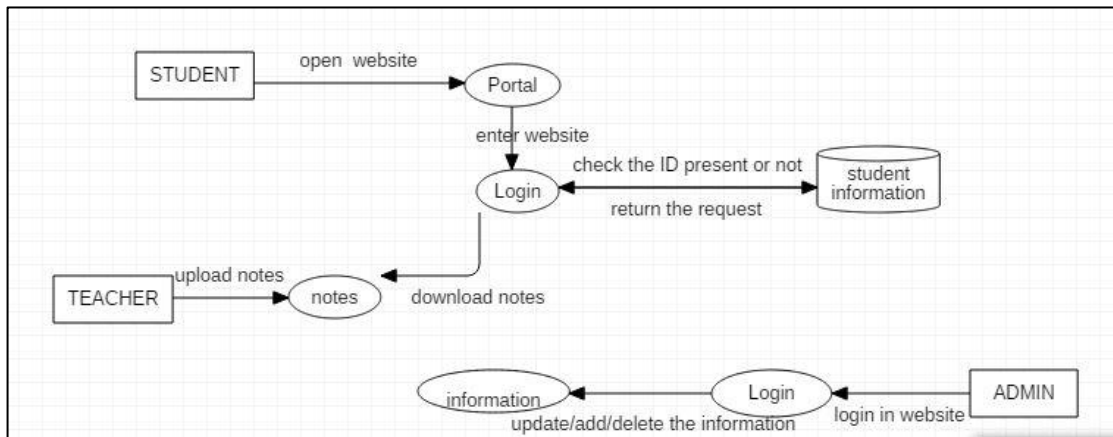 open website
STUDENT
Portal
enter website
check the ID present or not
student
information
Login
return the request
upload notes
TEACHER
notes
download notes
information
Login
ADMIN
login in website
update/add/delete the information